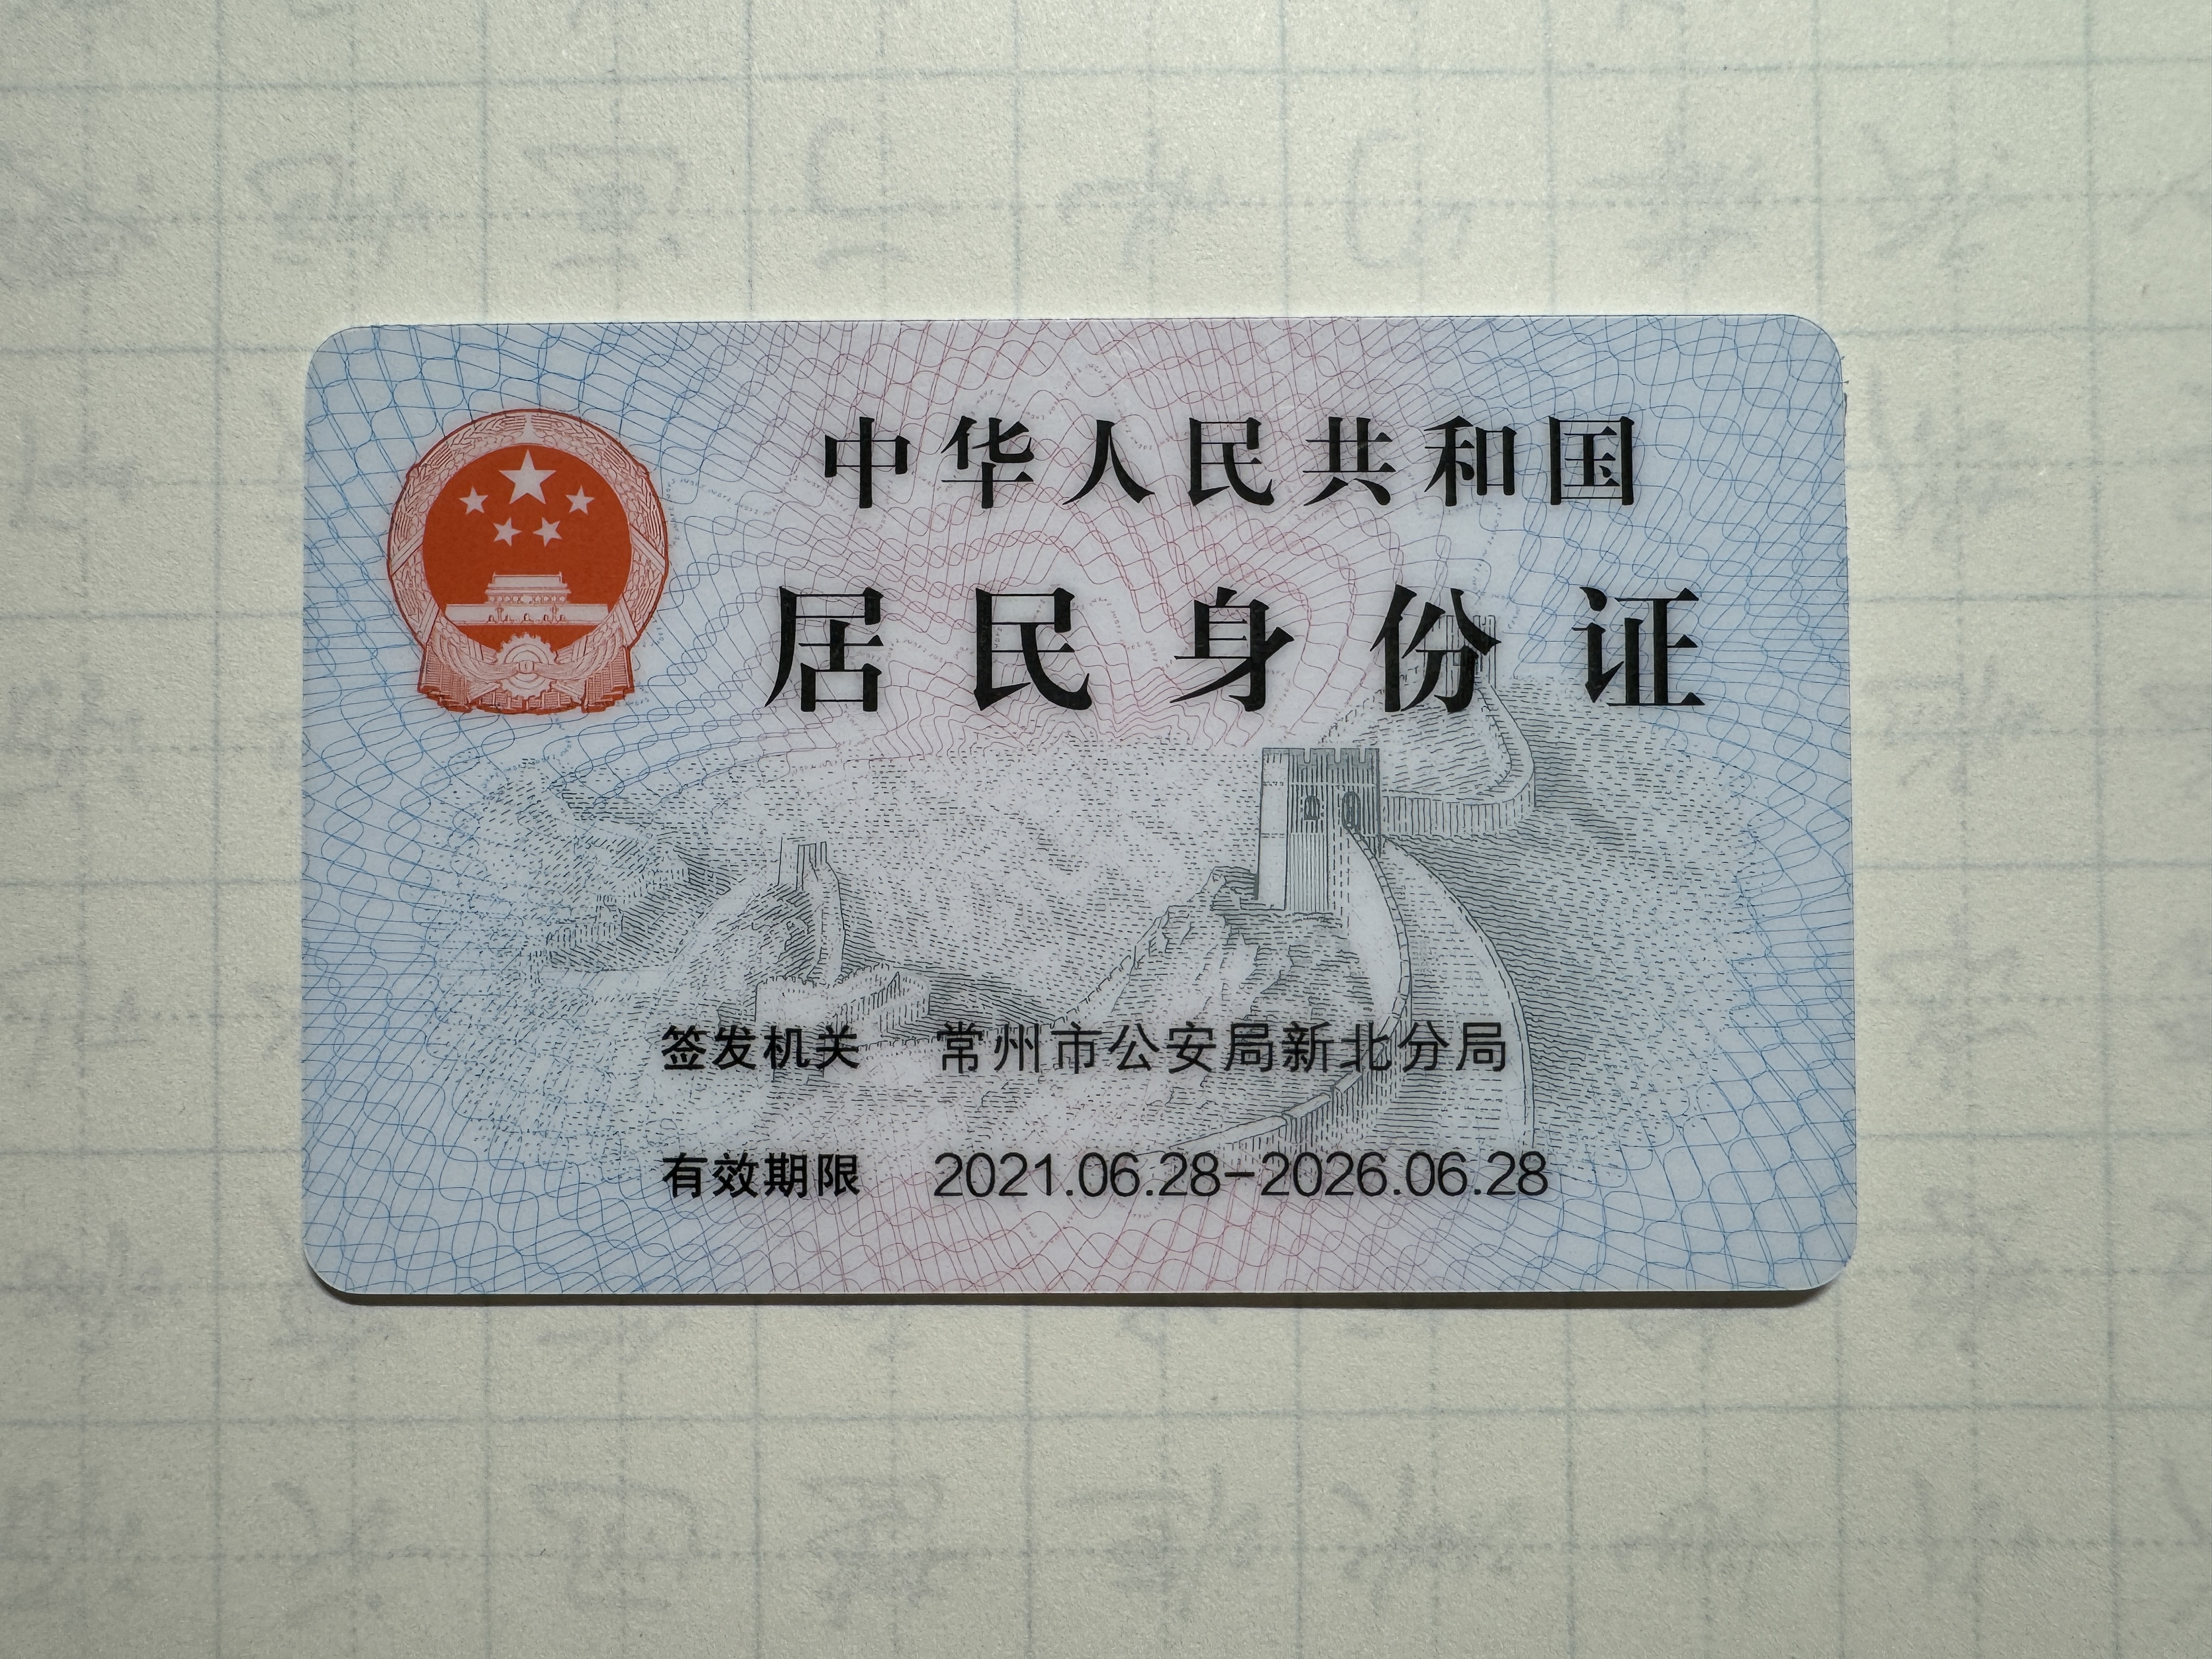 中华人民共和国
居民身份证
签发机关 常州市公安局新北分局
有效期限 2021.06.28-2026.06.28